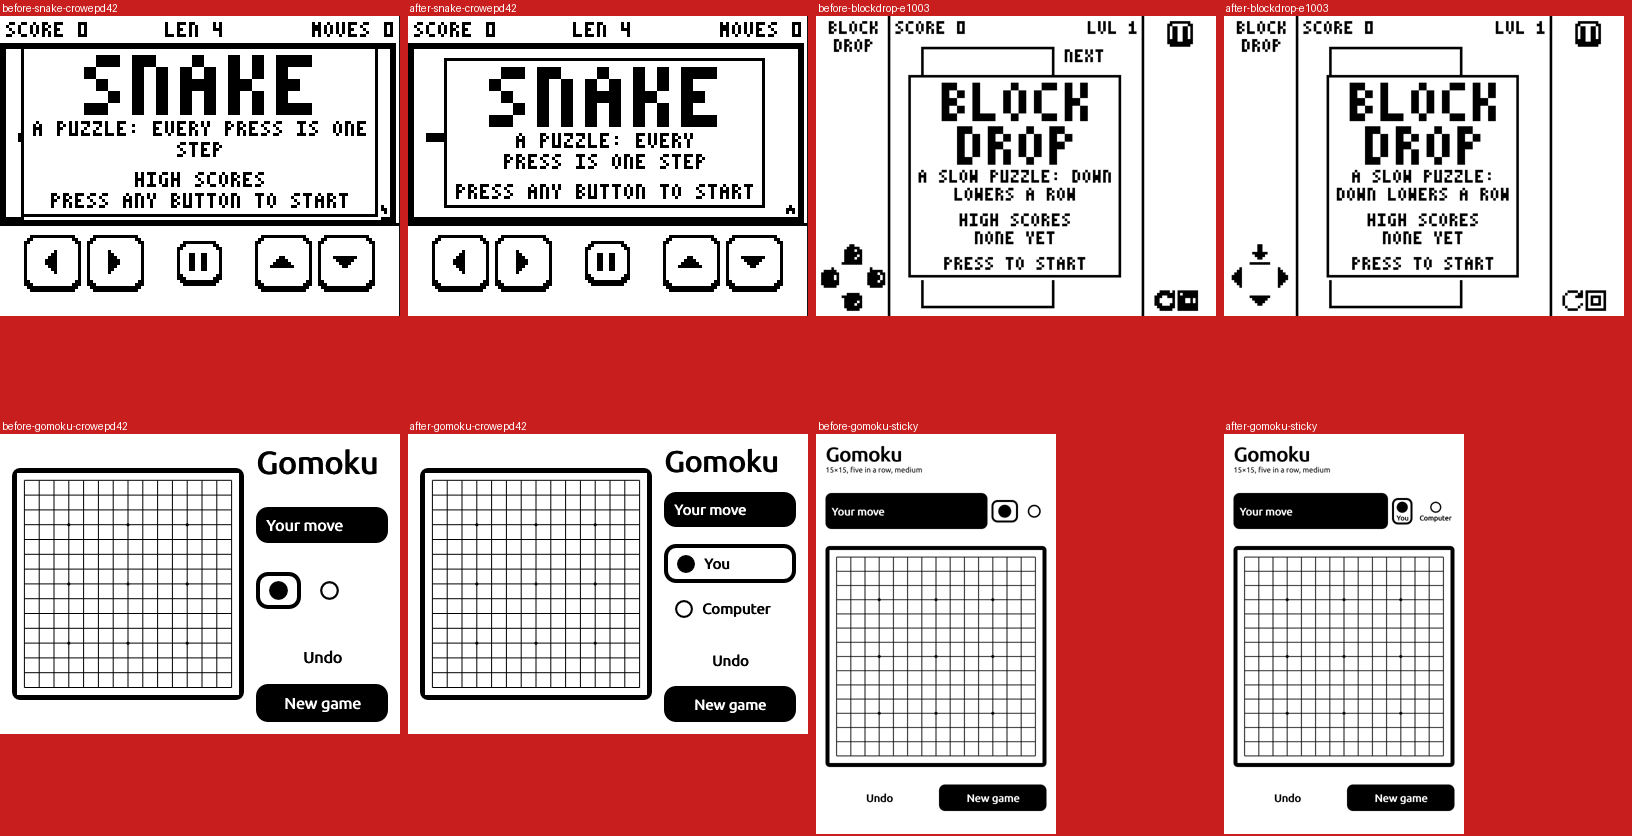 before-snake-crowepd42
SCORE 0 LEN 4 MOVES 0
SNAKE
A PUZZLE: EVERY PRESS IS ONE
STEP
HIGH SCORES
PRESS ANY BUTTON TO START
after-snake-crowepd42
SCORE 0 LEN 4 MOVES 0
SNAKE
A PUZZLE: EVERY
PRESS IS ONE STEP
PRESS ANY BUTTON TO START
before-blockdrop-e1003
BLOCK
DROP
SCORE 0 LVL 1
NEXT
BLOCK
DROP
A SLOW PUZZLE: DOWN
LOWERS A ROW
HIGH SCORES
NONE YET
PRESS TO START
after-blockdrop-e1003
BLOCK
DROP
SCORE 0 LVL 1
BLOCK
DROP
A SLOW PUZZLE:
DOWN LOWERS A ROW
HIGH SCORES
NONE YET
PRESS TO START
before-gomoku-crowepd42
Gomoku
Your move
Undo
New game
after-gomoku-crowepd42
Gomoku
Your move
You
Computer
Undo
New game
before-gomoku-sticky
Gomoku
15×15, five in a row, medium
Your move
Undo
New game
after-gomoku-sticky
Gomoku
15×15, five in a row, medium
Your move
You
Computer
Undo
New game